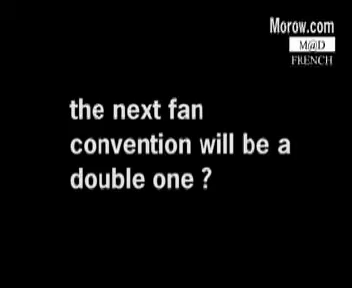 Morow.com
M@D
FRENCH
the next fan
convention will be a
double one ?